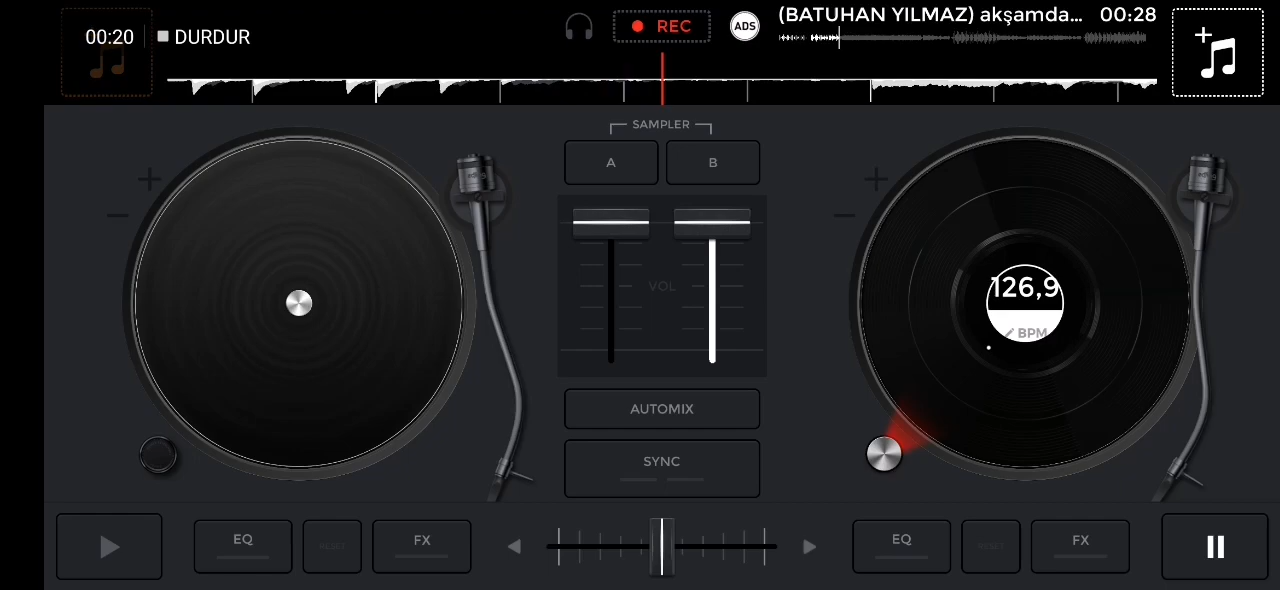 00:20
DURDUR
REC
ADS
(BATUHAN YILMAZ) akşamda... 00:28
SAMPLER
A
B
VOL
126,9
BPM
AUTOMIX
SYNC
EQ
RESET
FX
EQ
RESET
FX